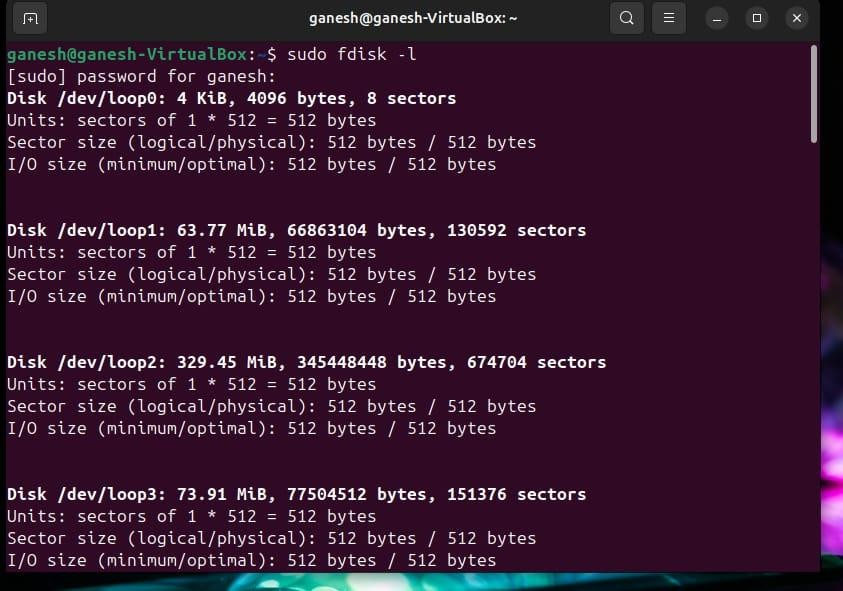 ganesh@ganesh-VirtualBox: ~
ganesh@ganesh-VirtualBox:~$ sudo fdisk -l
[sudo] password for ganesh:
Disk /dev/loop0: 4 KiB, 4096 bytes, 8 sectors
Units: sectors of 1 * 512 = 512 bytes
Sector size (logical/physical): 512 bytes / 512 bytes
I/O size (minimum/optimal): 512 bytes / 512 bytes
Disk /dev/loop1: 63.77 MiB, 66863104 bytes, 130592 sectors
Units: sectors of 1 * 512 = 512 bytes
Sector size (logical/physical): 512 bytes / 512 bytes
I/O size (minimum/optimal): 512 bytes / 512 bytes
Disk /dev/loop2: 329.45 MiB, 345448448 bytes, 674704 sectors
Units: sectors of 1 * 512 = 512 bytes
Sector size (logical/physical): 512 bytes / 512 bytes
I/O size (minimum/optimal): 512 bytes / 512 bytes
Disk /dev/loop3: 73.91 MiB, 77504512 bytes, 151376 sectors
Units: sectors of 1 * 512 = 512 bytes
Sector size (logical/physical): 512 bytes / 512 bytes
I/O size (minimum/optimal): 512 bytes / 512 bytes